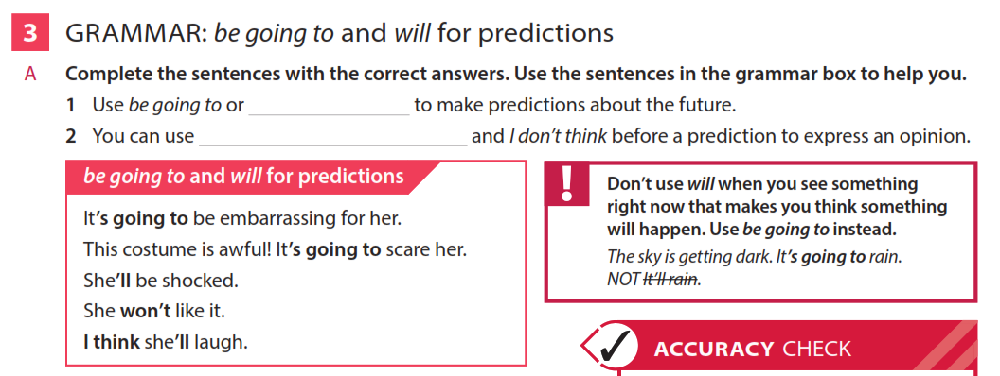 3 GRAMMAR: be going to and will for predictions
A Complete the sentences with the correct answers. Use the sentences in the grammar box to help you.
1 Use be going to or ____________ to make predictions about the future.
2 You can use ____________________ and I don't think before a prediction to express an opinion.
be going to and will for predictions
It's going to be embarrassing for her.
This costume is awful! It's going to scare her.
She'll be shocked.
She won't like it.
I think she'll laugh.
! Don't use will when you see something
right now that makes you think something
will happen. Use be going to instead.
The sky is getting dark. It's going to rain.
NOT It'll rain.
ACCURACY CHECK